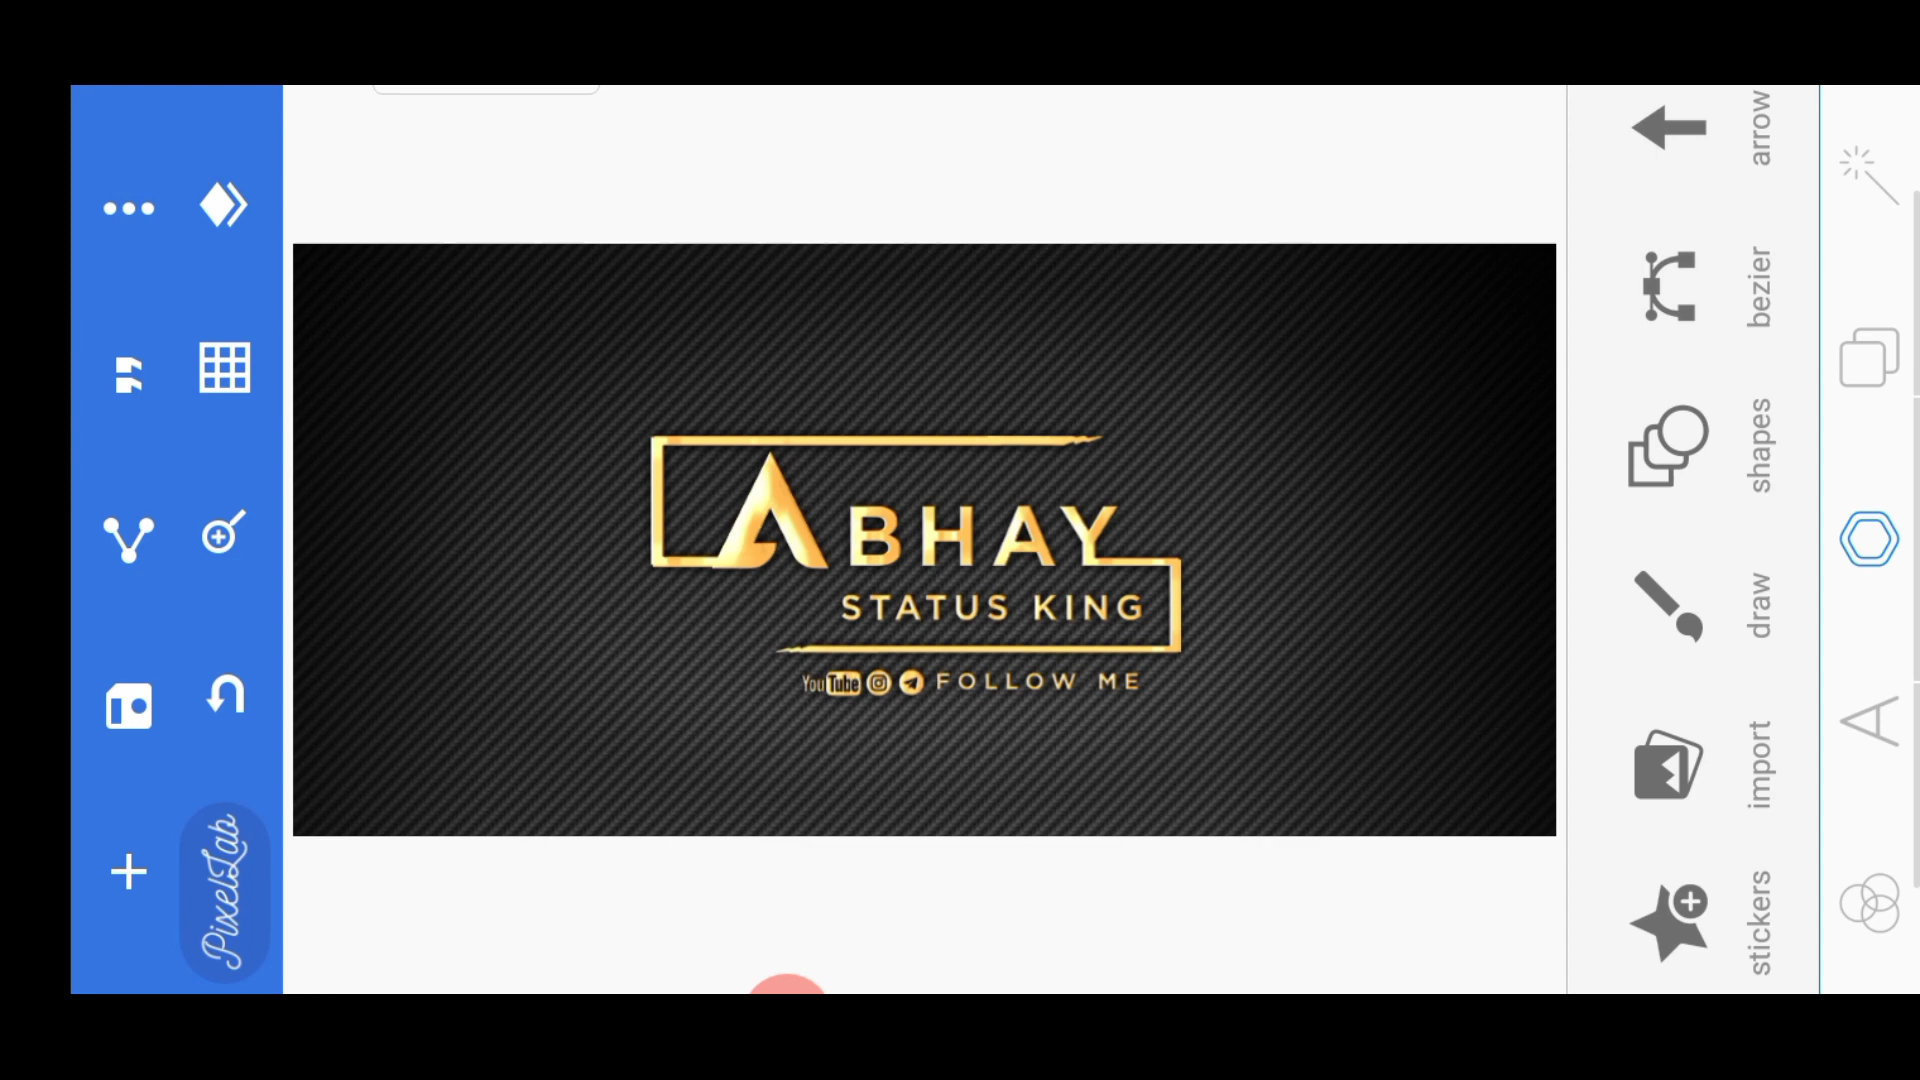 ABHAY
STATUS KING
YouTube FOLLOW ME
PixelLab
arrow
bezier
shapes
draw
import
stickers